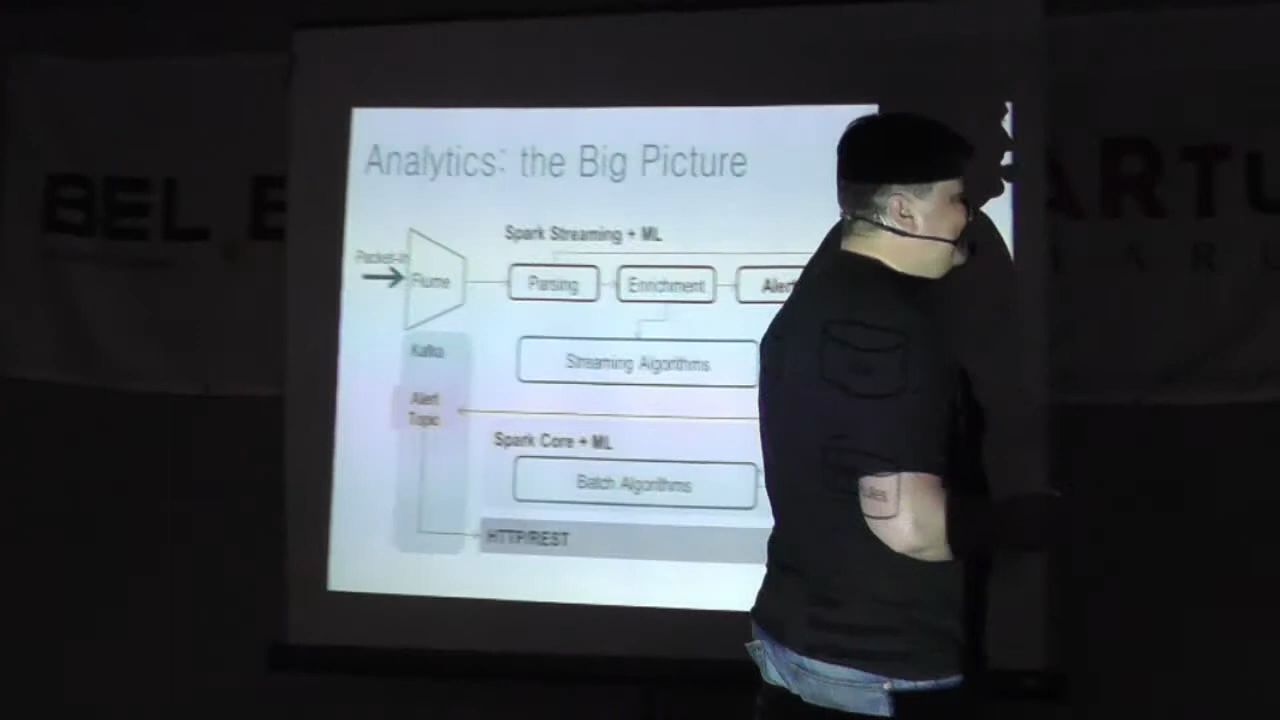 Analytics: the Big Picture
Spark Streaming + ML
Packet-in
Flume
Parsing
Enrichment
Alert
Streaming Algorithms
Kafka
Alert
Topic
Spark Core + ML
Batch Algorithms
HTTP/REST
BEL
ARTU